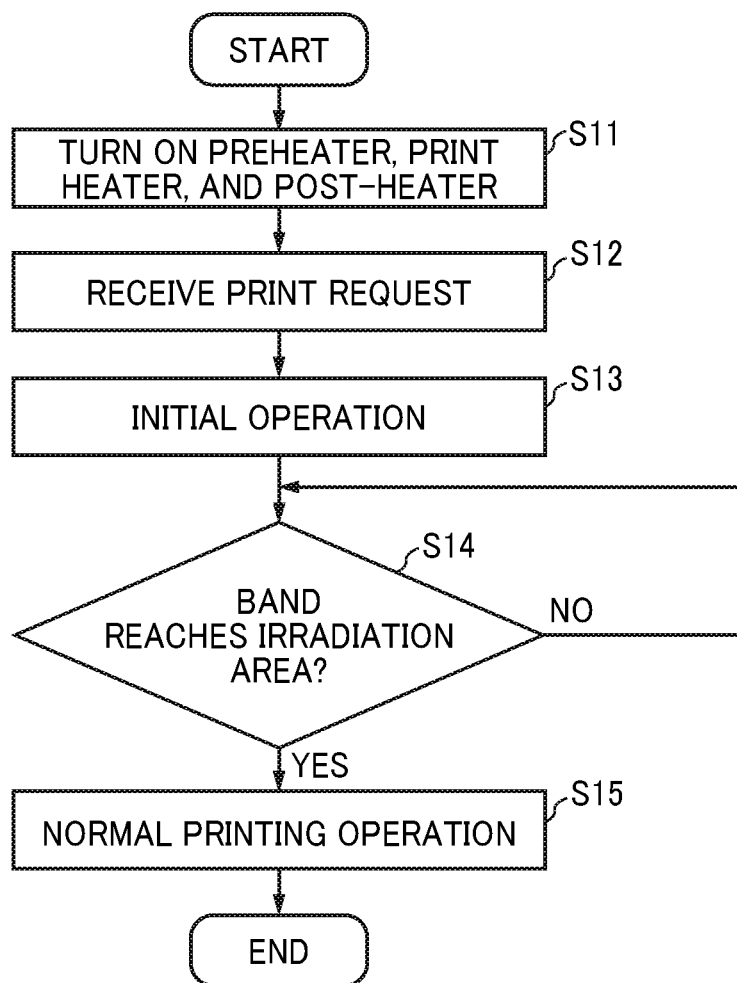 START
S11
TURN ON PREHEATER, PRINT
HEATER, AND POST-HEATER
S12
RECEIVE PRINT REQUEST
S13
INITIAL OPERATION
S14
BAND
REACHES IRRADIATION
AREA?
NO
YES
S15
NORMAL PRINTING OPERATION
END